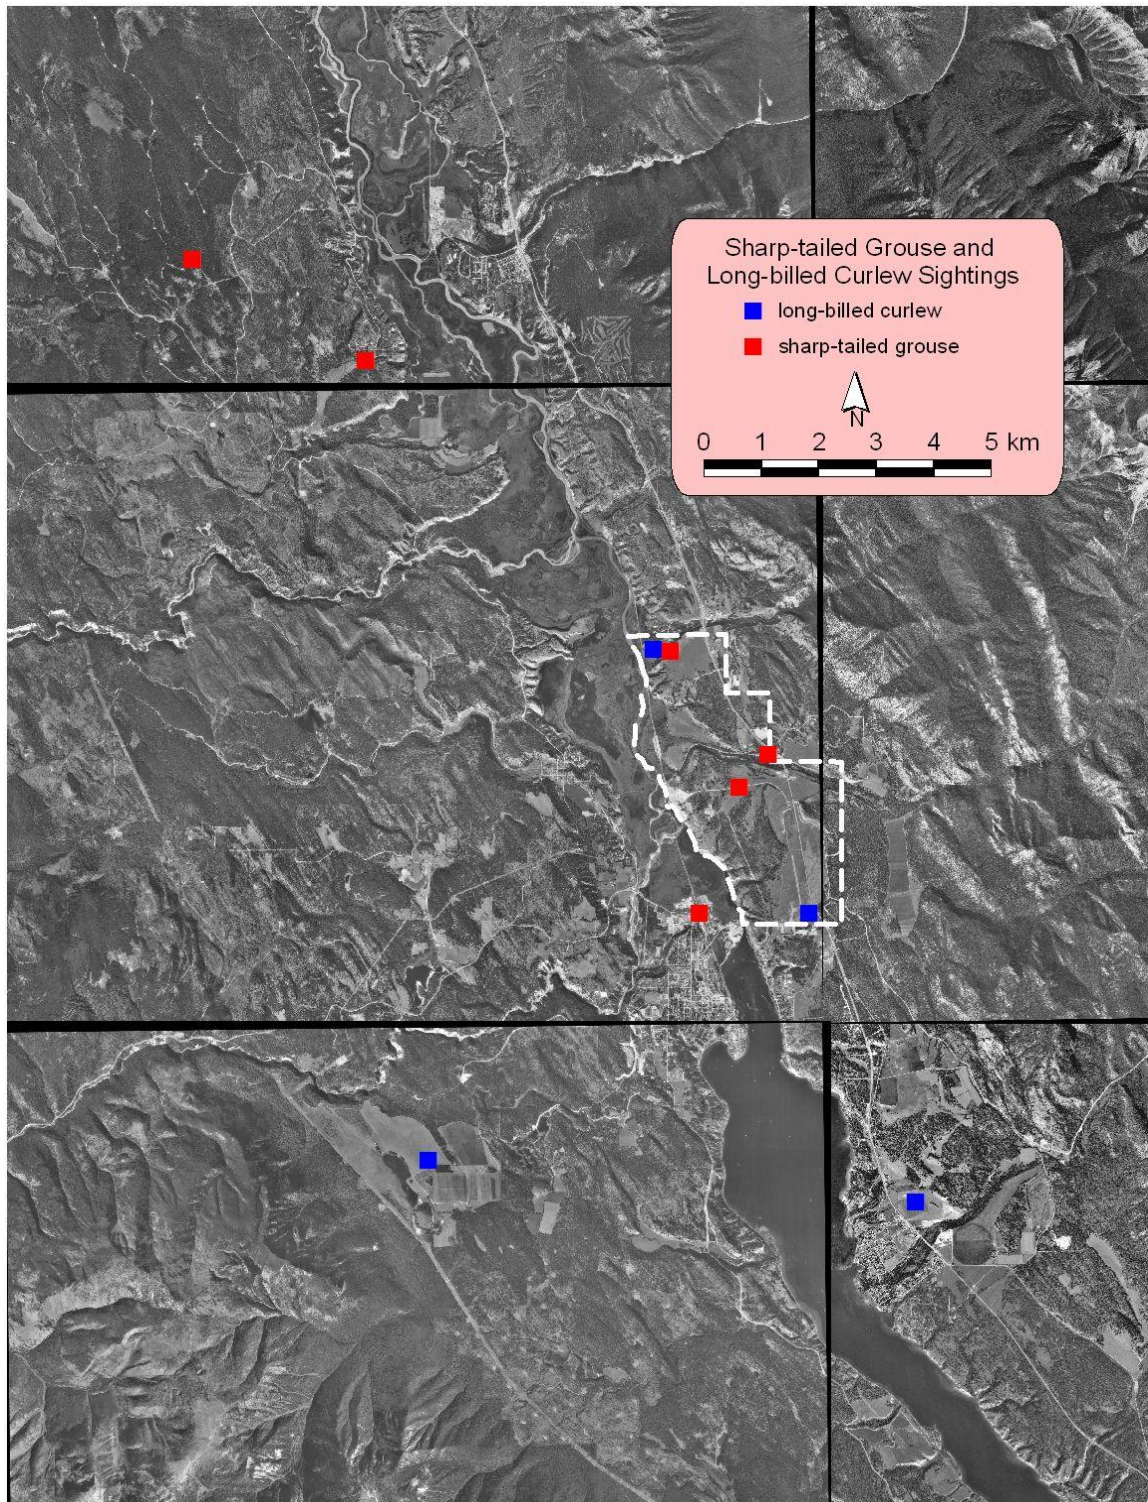 Sharp-tailed Grouse and
Long-billed Curlew Sightings
long-billed curlew
sharp-tailed grouse
N
0 1 2 3 4 5 km